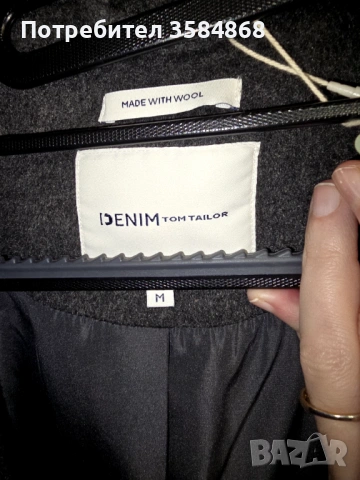 Потребител 3584868
MADE WITH WOOL
DENIM TOM TAILOR
M
BAZAR